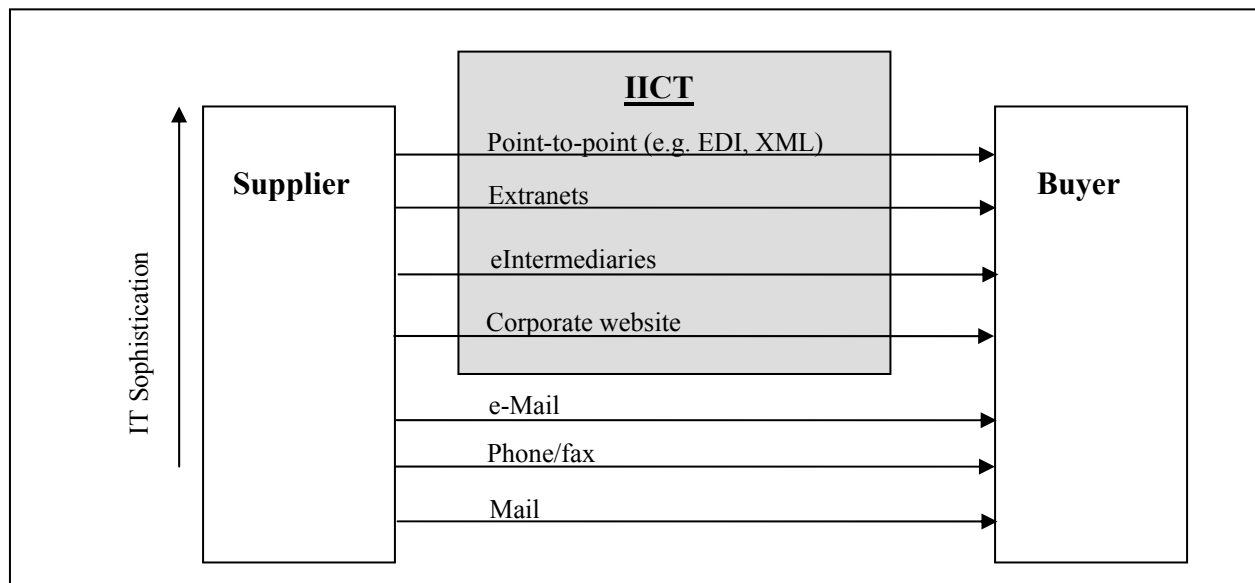 IICT
Point-to-point (e.g. EDI, XML)
Supplier
Buyer
Extranets
eIntermediaries
Corporate website
IT Sophistication
e-Mail
Phone/fax
Mail